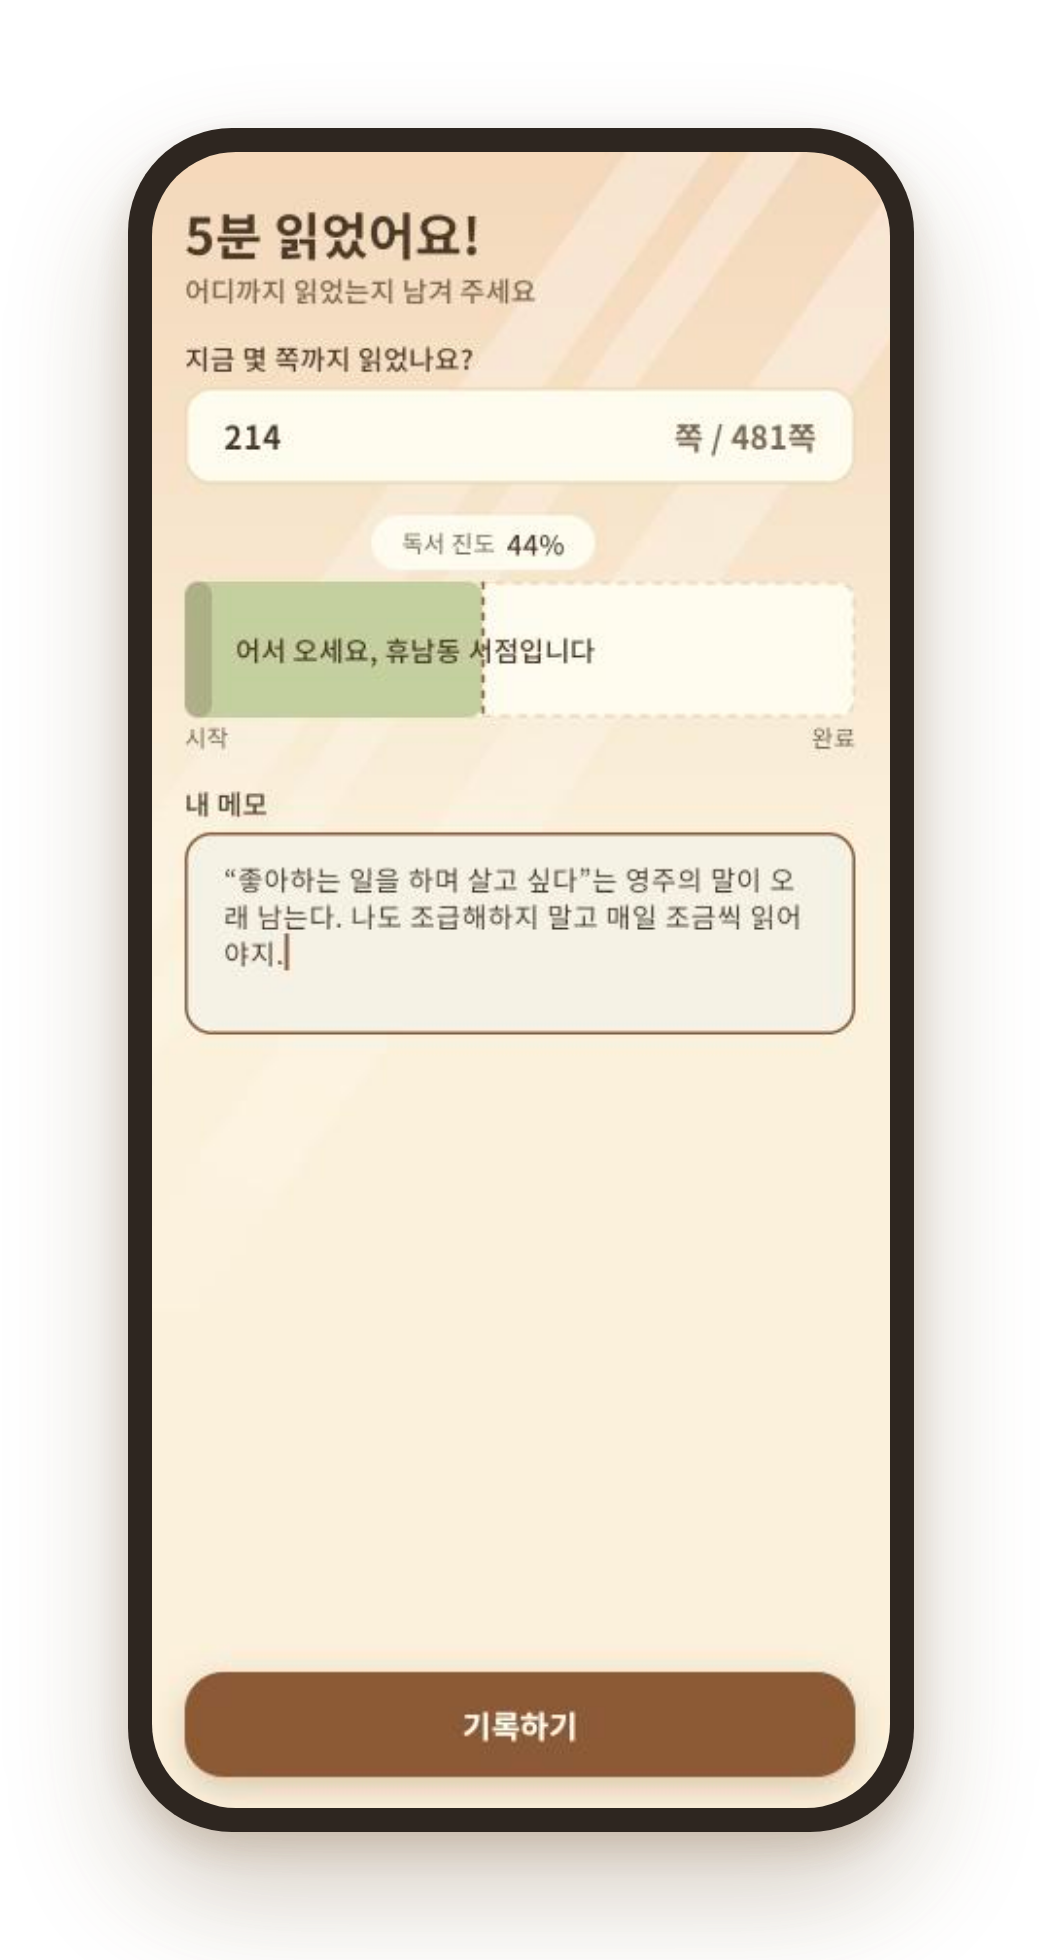 5분 읽었어요!
어디까지 읽었는지 남겨 주세요
지금 몇 쪽까지 읽었나요?
214 쪽 / 481쪽
독서 진도 44%
어서 오세요, 휴남동 서점입니다
시작 완료
내 메모
“좋아하는 일을 하며 살고 싶다”는 영주의 말이 오
래 남는다. 나도 조급해하지 말고 매일 조금씩 읽어
야지.
기록하기